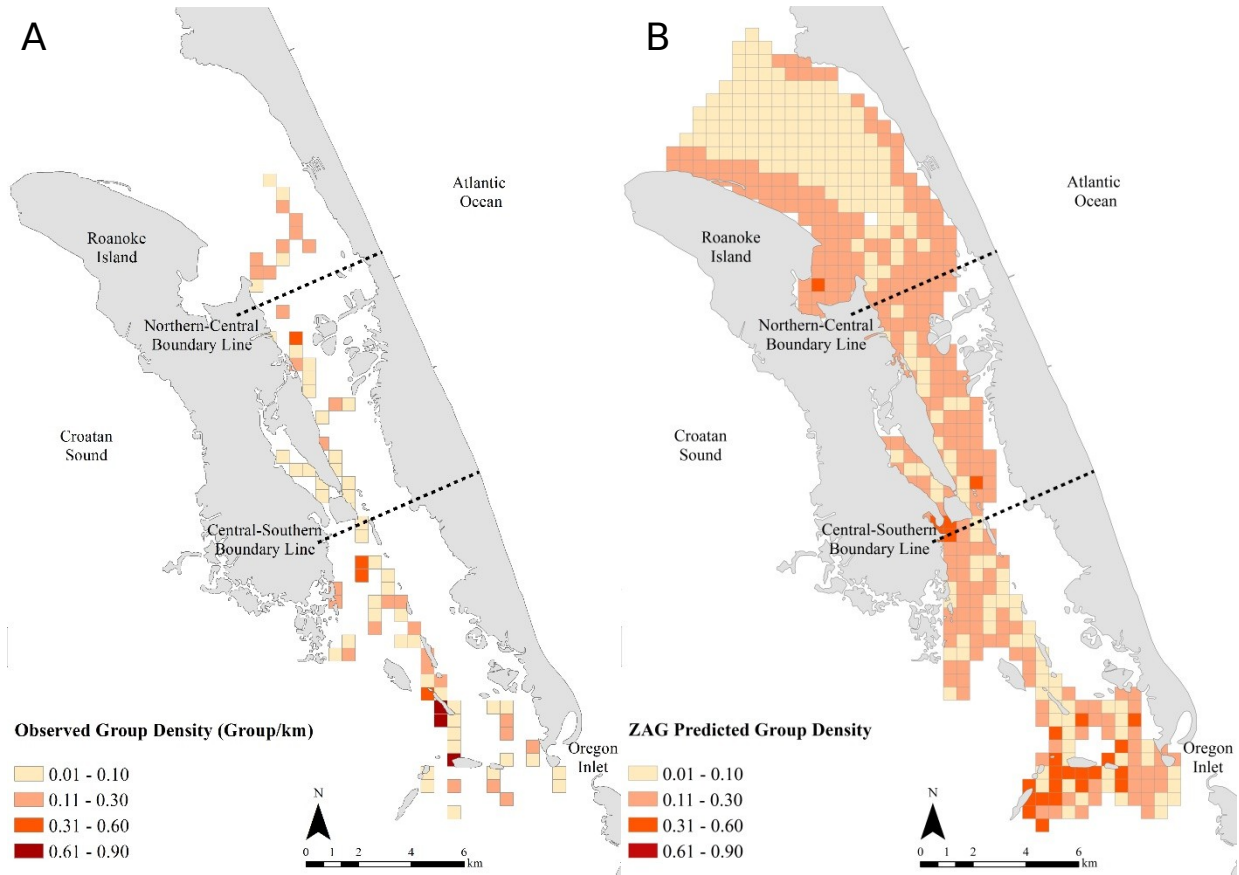 A
Atlantic
Ocean
Roanoke
Island
Northern-Central
Boundary Line
Croatan
Sound
Central-Southern
Boundary Line
Observed Group Density (Group/km)
0.01 - 0.10
0.11 - 0.30
0.31 - 0.60
0.61 - 0.90
Oregon
Inlet
N
0 1 2 4 6
km
B
Atlantic
Ocean
Roanoke
Island
Northern-Central
Boundary Line
Croatan
Sound
Central-Southern
Boundary Line
ZAG Predicted Group Density
0.01 - 0.10
0.11 - 0.30
0.31 - 0.60
0.61 - 0.90
Oregon
Inlet
N
0 1 2 4 6
km